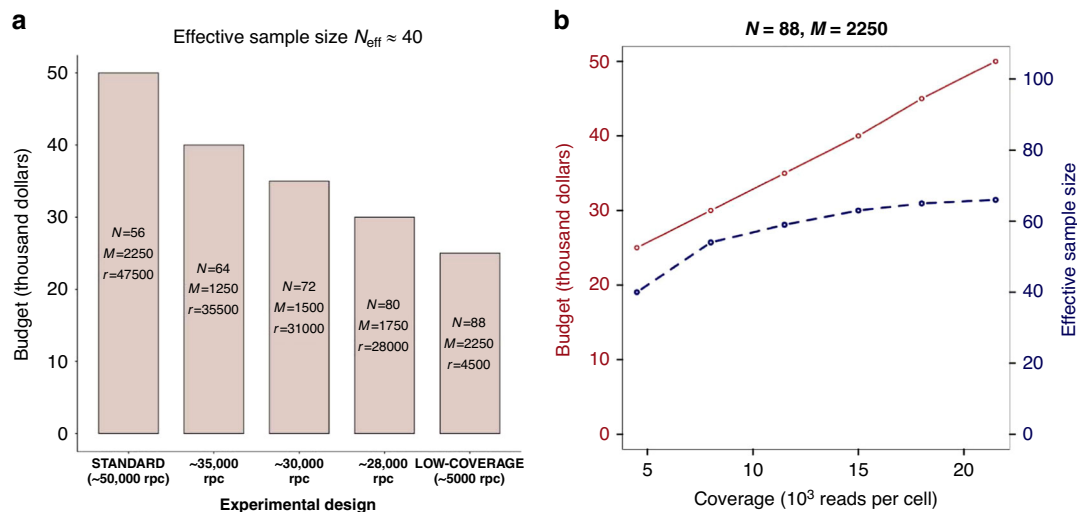 a
Effective sample size Neff ≈ 40
Budget (thousand dollars)
50
40
30
20
10
0
N=56
M=2250
r=47500
N=64
M=1250
r=35500
N=72
M=1500
r=31000
N=80
M=1750
r=28000
N=88
M=2250
r=4500
STANDARD
(~50,000 rpc)
~35,000
rpc
~30,000
rpc
~28,000
rpc
LOW-COVERAGE
(~5000 rpc)
Experimental design
b
N = 88, M = 2250
Budget (thousand dollars)
50
40
30
20
10
0
10
0
100
80
60
40
20
0
Effective sample size
5
10
15
20
Coverage (10³ reads per cell)